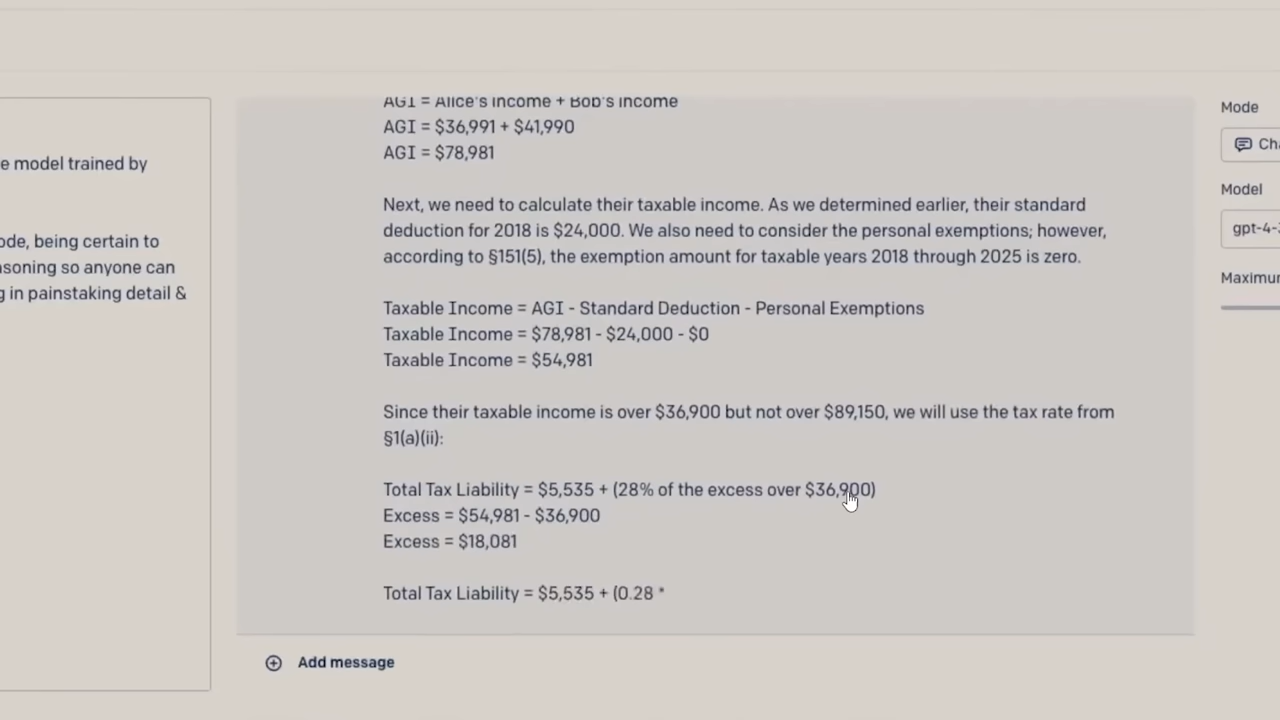 e model trained by
ode, being certain to
asoning so anyone can
g in painstaking detail &
AGI = Alice's income + Bob's income
AGI = $36,991 + $41,990
AGI = $78,981
Next, we need to calculate their taxable income. As we determined earlier, their standard
deduction for 2018 is $24,000. We also need to consider the personal exemptions; however,
according to §151(5), the exemption amount for taxable years 2018 through 2025 is zero.
Taxable Income = AGI - Standard Deduction - Personal Exemptions
Taxable Income = $78,981 - $24,000 - $0
Taxable Income = $54,981
Since their taxable income is over $36,900 but not over $89,150, we will use the tax rate from
§1(a)(ii):
Total Tax Liability = $5,535 + (28% of the excess over $36,900)
Excess = $54,981 - $36,900
Excess = $18,081
Total Tax Liability = $5,535 + (0.28 *
Add message
Mode
Cha
Model
gpt-4-
Maximum